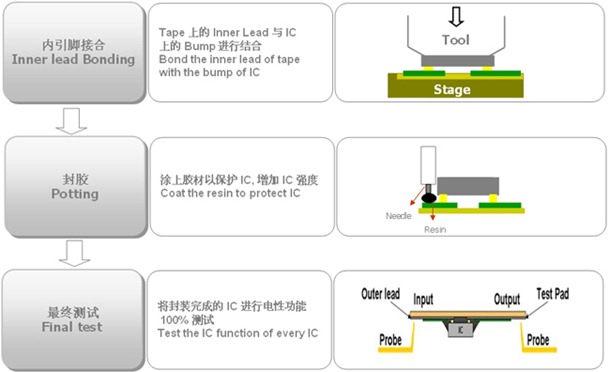 内引脚接合
Inner lead Bonding
Tape 上的 Inner Lead 与 IC
上的 Bump 进行结合
Bond the inner lead of tape
with the bump of IC
Tool
Stage
封胶
Potting
涂上胶材以保护 IC, 增加 IC 强度
Coat the resin to protect IC
Needle
Resin
最终测试
Final test
将封装完成的 IC 进行电性功能
100% 测试
Test the IC function of every IC
Outer lead
Input
Output
Test Pad
IC
Probe
Probe